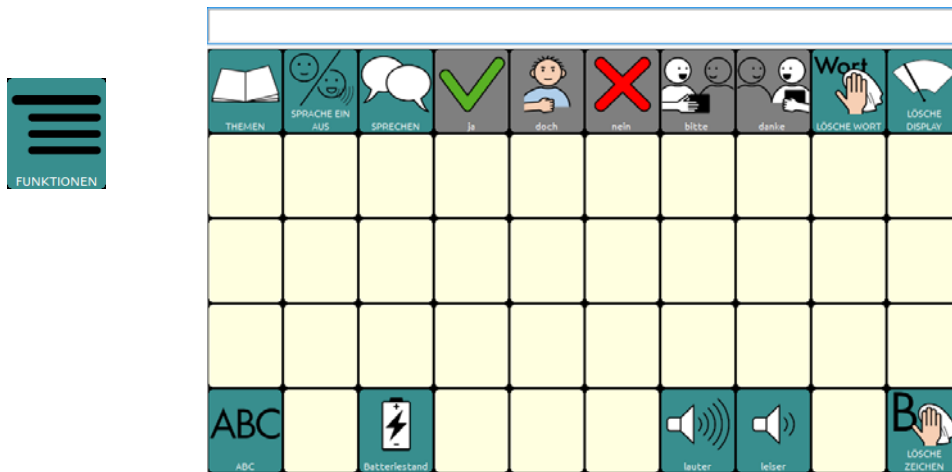 FUNKTIONEN
THEMEN
SPRACHE EIN
AUS
SPRECHEN
ja
doch
nein
bitte
danke
Wort
LÖSCHE WORT
LÖSCHE
DISPLAY
ABC
ABC
Batteriestand
lauter
leiser
B
LÖSCHE
ZEICHEN